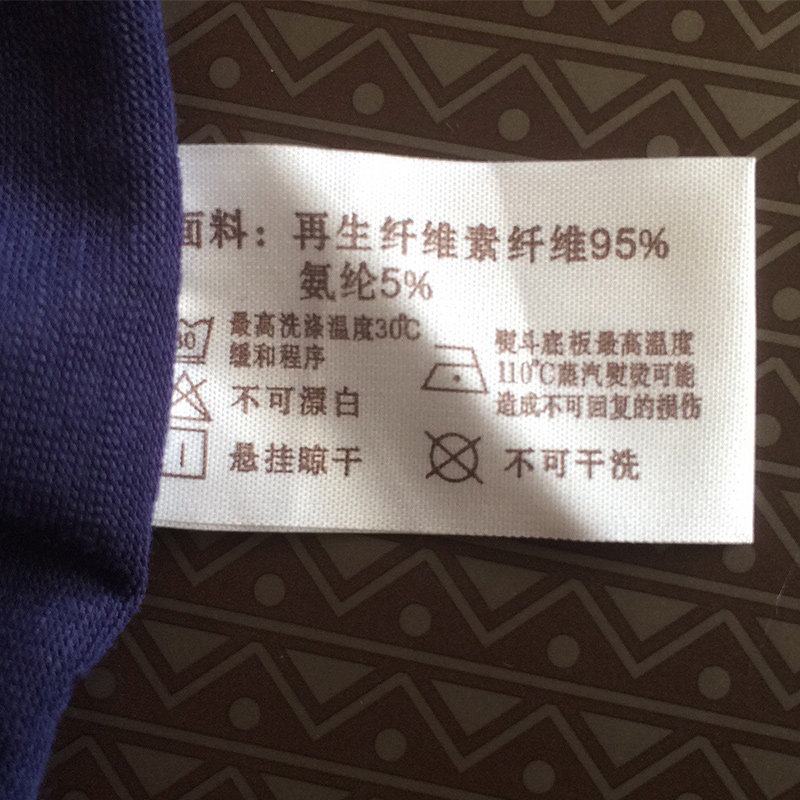 面料：再生纤维素纤维95%
氨纶5%
30
最高洗涤温度30℃
缓和程序
不可漂白
悬挂晾干
熨斗底板最高温度
110℃蒸汽熨烫可能
造成不可回复的损伤
不可干洗